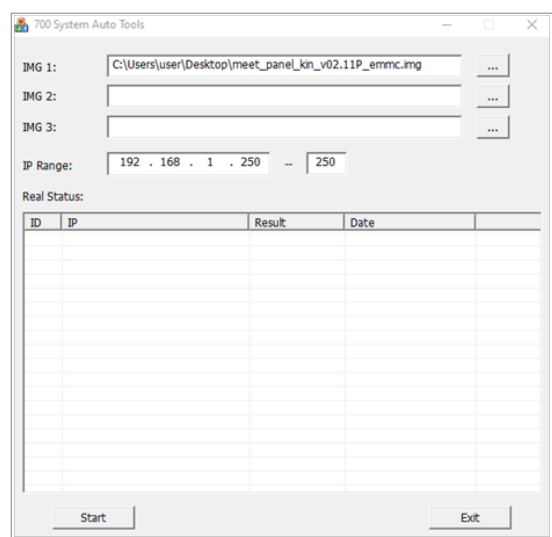 700 System Auto Tools
IMG 1: C:\Users\user\Desktop\meet_panel_kin_v02.11P_emmc.img ...
IMG 2: ...
IMG 3: ...
IP Range: 192 . 168 . 1 . 250 -- 250
Real Status:
ID IP Result Date
Start Exit